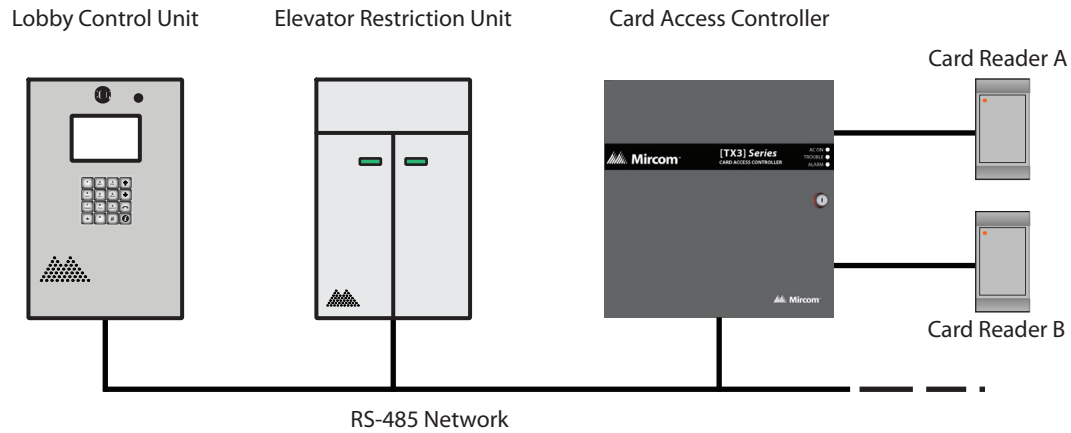 Lobby Control Unit
Elevator Restriction Unit
Card Access Controller
Card Reader A
Mircom
[TX3] Series
CARD ACCESS CONTROLLER
AC ON
TROUBLE
ALARM
Mircom
Card Reader B
RS-485 Network